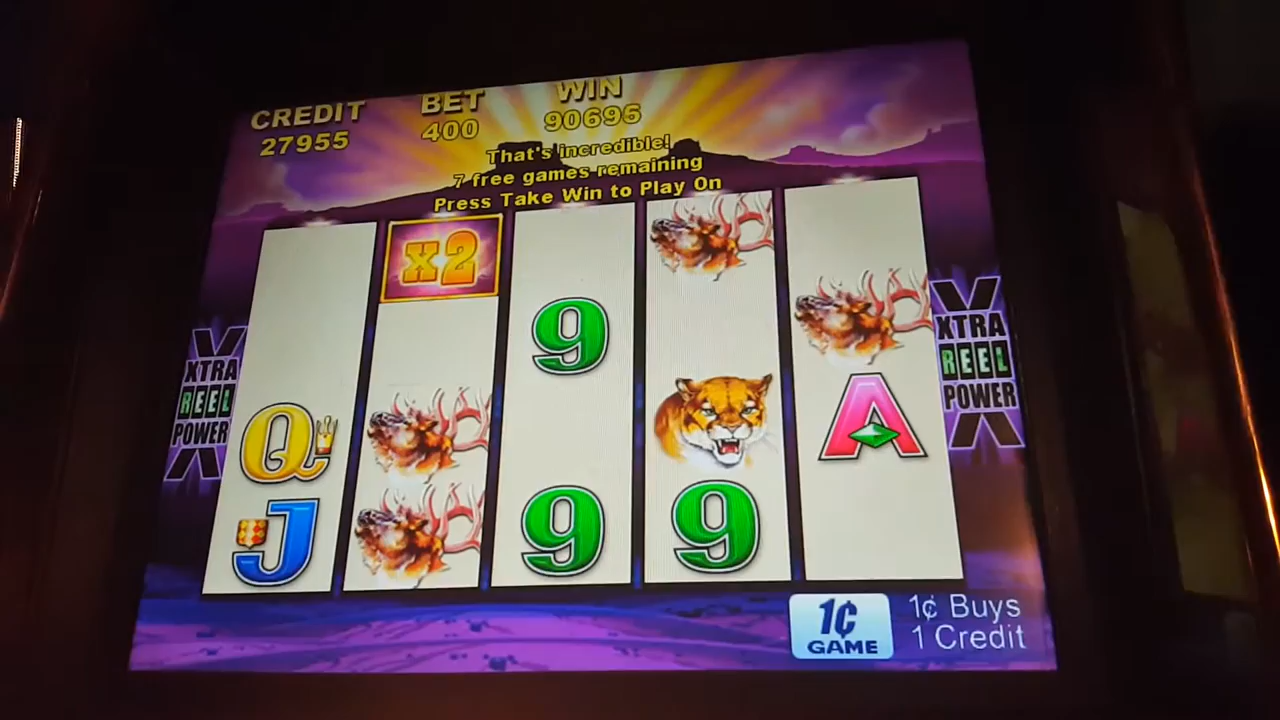 CREDIT BET WIN
27955 400 90695
That's incredible!
7 free games remaining
Press Take Win to Play On
x2
9
Q
A
J
9
9
XTRA
REEL
POWER
XTRA
REEL
POWER
1¢
GAME
1¢ Buys
1 Credit